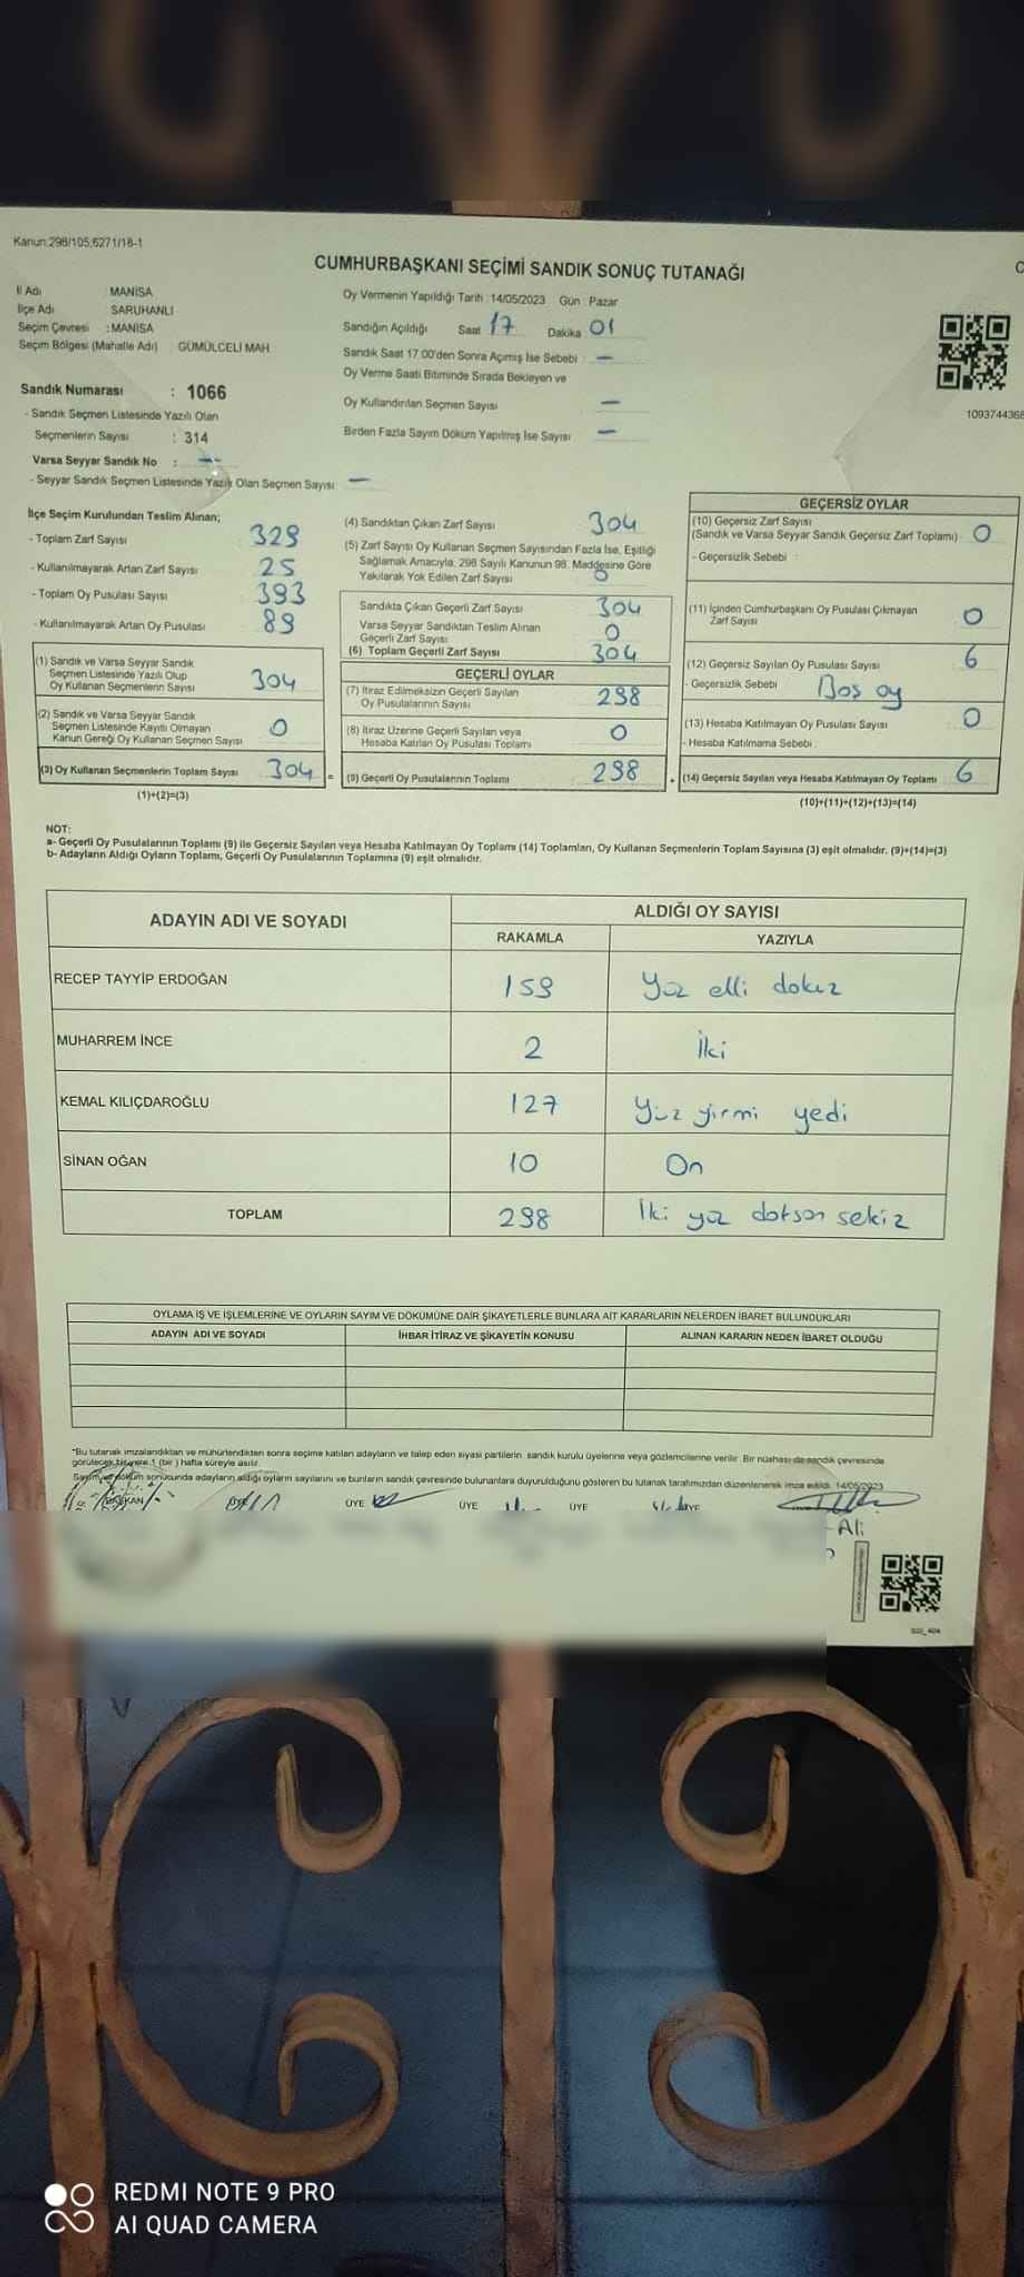 Kanun:298/105;6271/18-1
CUMHURBAŞKANI SEÇİMİ SANDIK SONUÇ TUTANAĞI
İl Adı MANİSA
İlçe Adı SARUHANLI
Seçim Çevresi : MANİSA
Seçim Bölgesi (Mahalle Adı) GÜMÜLCELİ MAH.
Oy Vermenin Yapıldığı Tarih : 14/05/2023 Gün : Pazar
Sandığın Açıldığı Saat 17 Dakika 01
Sandık Saat 17:00'den Sonra Açımış İse Sebebi : —
Oy Verme Saati Bitiminde Sırada Bekleyen ve
Oy Kullandırılan Seçmen Sayısı —
Birden Fazla Sayım Döküm Yapılmış İse Sayısı —
1093744368
Sandık Numarası : 1066
- Sandık Seçmen Listesinde Yazılı Olan
Seçmenlerin Sayısı : 314
Varsa Seyyar Sandık No : —
- Seyyar Sandık Seçmen Listesinde Yazılı Olan Seçmen Sayısı : —
İlçe Seçim Kurulundan Teslim Alınan;
- Toplam Zarf Sayısı 329
- Kullanılmayarak Artan Zarf Sayısı 25
- Toplam Oy Pusulası Sayısı 393
- Kullanılmayarak Artan Oy Pusulası 89
(1) Sandık ve Varsa Seyyar Sandık
Seçmen Listesinde Yazılı Olup
Oy Kullanan Seçmenlerin Sayısı 304
(2) Sandık ve Varsa Seyyar Sandık
Seçmen Listesinde Kayıtlı Olmayan
Kanun Gereği Oy Kullanan Seçmen Sayısı 0
(3) Oy Kullanan Seçmenlerin Toplam Sayısı 304 =
(1)+(2)=(3)
(4) Sandıktan Çıkan Zarf Sayısı 304
(5) Zarf Sayısı Oy Kullanan Seçmen Sayısından Fazla İse, Eşitliği
Sağlamak Amacıyla, 298 Sayılı Kanunun 98. Maddesine Göre
Yakılarak Yok Edilen Zarf Sayısı 0
Sandıkta Çıkan Geçerli Zarf Sayısı 304
Varsa Seyyar Sandıktan Teslim Alınan
Geçerli Zarf Sayısı 0
(6) Toplam Geçerli Zarf Sayısı 304
GEÇERLİ OYLAR
(7) İtiraz Edilmeksizin Geçerli Sayılan
Oy Pusulalarının Sayısı 298
(8) İtiraz Üzerine Geçerli Sayılan veya
Hesaba Katılan Oy Pusulası Toplamı 0
(9) Geçerli Oy Pusulalarının Toplamı 298 +
GEÇERSİZ OYLAR
(10) Geçersiz Zarf Sayısı
(Sandık ve Varsa Seyyar Sandık Geçersiz Zarf Toplamı) 0
- Geçersizlik Sebebi :
(11) İçinden Cumhurbaşkanı Oy Pusulası Çıkmayan
Zarf Sayısı 0
(12) Geçersiz Sayılan Oy Pusulası Sayısı 6
- Geçersizlik Sebebi Boş oy
(13) Hesaba Katılmayan Oy Pusulası Sayısı 0
- Hesaba Katılmama Sebebi :
(14) Geçersiz Sayılan veya Hesaba Katılmayan Oy Toplamı 6
(10)+(11)+(12)+(13)=(14)
NOT:
a- Geçerli Oy Pusulalarının Toplamı (9) ile Geçersiz Sayılan veya Hesaba Katılmayan Oy Toplamı (14) Toplamları, Oy Kullanan Seçmenlerin Toplam Sayısına (3) eşit olmalıdır. (9)+(14)=(3)
b- Adayların Aldığı Oyların Toplamı, Geçerli Oy Pusulalarının Toplamına (9) eşit olmalıdır.
ADAYIN ADI VE SOYADI ALDIĞI OY SAYISI
RAKAMLA YAZIYLA
RECEP TAYYİP ERDOĞAN 159 Yüz elli dokuz
MUHARREM İNCE 2 İki
KEMAL KILIÇDAROĞLU 127 Yüz yirmi yedi
SİNAN OĞAN 10 On
TOPLAM 298 İki yüz doksan sekiz
OYLAMA İŞ VE İŞLEMLERİNE VE OYLARIN SAYIM VE DÖKÜMÜNE DAİR ŞİKAYETLERLE BUNLARA AİT KARARLARIN NELERDEN İBARET BULUNDUKLARI
ADAYIN ADI VE SOYADI İHBAR İTİRAZ VE ŞİKAYETİN KONUSU ALINAN KARARIN NEDEN İBARET OLDUĞU
*Bu tutanak imzalandıktan ve mühürlendikten sonra seçime katılan adayların ve talep eden siyasi partilerin sandık kurulu üyelerine veya gözlemcilerine verilir. Bir nüshası da sandık çevresinde
görülecek bir yere 1 (bir ) hafta süreyle asılır.
Sayım ve döküm sonucunda adayların aldığı oyların sayılarını ve bunların sandık çevresinde bulunanlara duyurulduğunu gösteren bu tutanak tarafımızdan düzenlenerek imza edildi. 14/05/2023
BAŞKAN ÜYE ÜYE ÜYE ÜYE ÜYE
Ali
REDMI NOTE 9 PRO
AI QUAD CAMERA